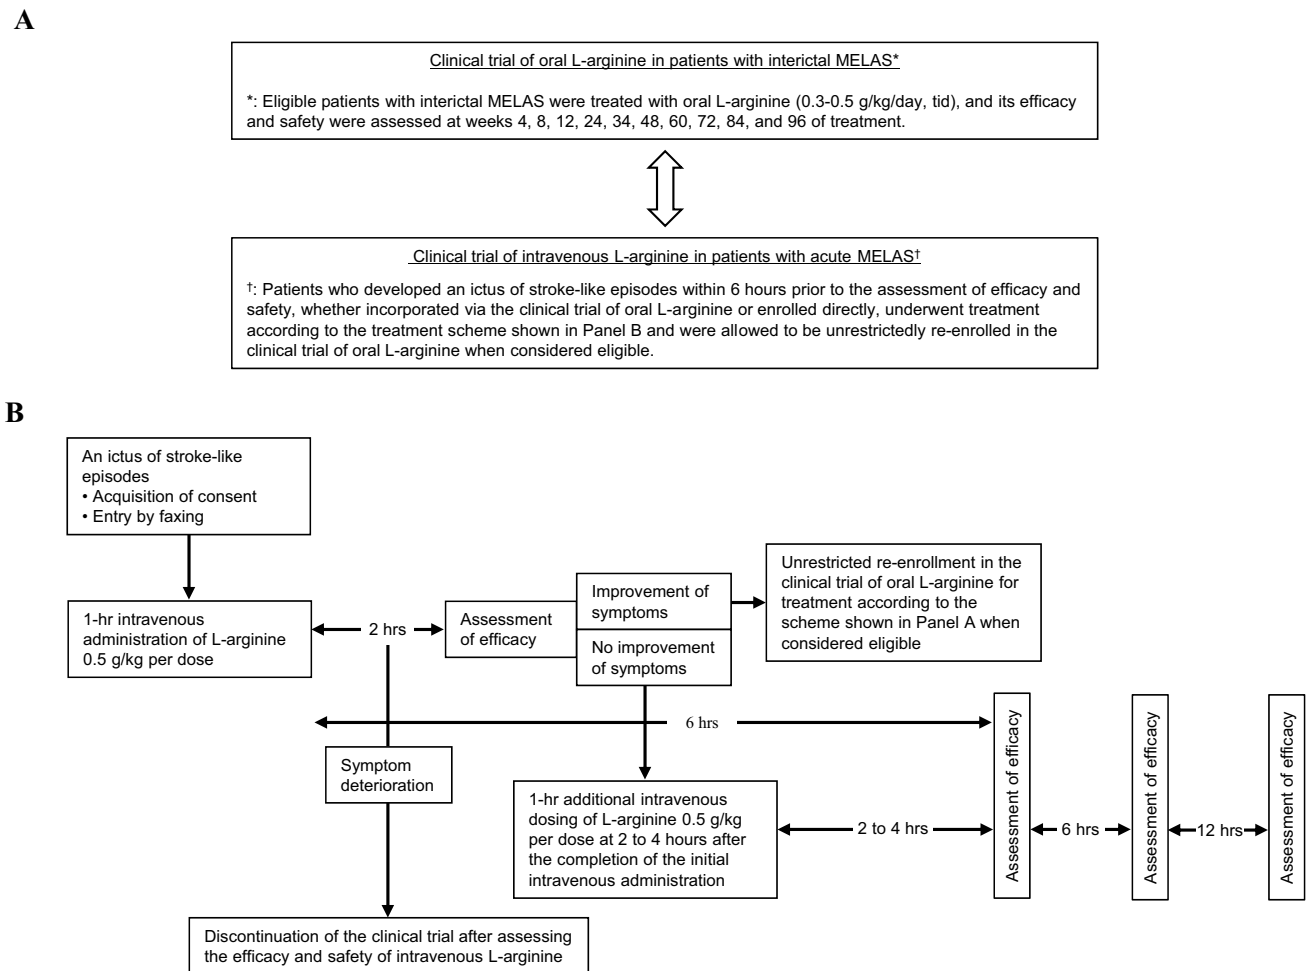 A
Clinical trial of oral L-arginine in patients with interictal MELAS*
*: Eligible patients with interictal MELAS were treated with oral L-arginine (0.3-0.5 g/kg/day, tid), and its efficacy
and safety were assessed at weeks 4, 8, 12, 24, 34, 48, 60, 72, 84, and 96 of treatment.
Clinical trial of intravenous L-arginine in patients with acute MELAS†
†: Patients who developed an ictus of stroke-like episodes within 6 hours prior to the assessment of efficacy and
safety, whether incorporated via the clinical trial of oral L-arginine or enrolled directly, underwent treatment
according to the treatment scheme shown in Panel B and were allowed to be unrestrictedly re-enrolled in the
clinical trial of oral L-arginine when considered eligible.
B
An ictus of stroke-like
episodes
• Acquisition of consent
• Entry by faxing
1-hr intravenous
administration of L-arginine
0.5 g/kg per dose
2 hrs
Assessment
of efficacy
Improvement of
symptoms
No improvement
of symptoms
Unrestricted re-enrollment in the
clinical trial of oral L-arginine for
treatment according to the
scheme shown in Panel A when
considered eligible
6 hrs
Symptom
deterioration
1-hr additional intravenous
dosing of L-arginine 0.5 g/kg
per dose at 2 to 4 hours after
the completion of the initial
intravenous administration
2 to 4 hrs
Assessment of efficacy
6 hrs
Assessment of efficacy
12 hrs
Assessment of efficacy
Discontinuation of the clinical trial after assessing
the efficacy and safety of intravenous L-arginine